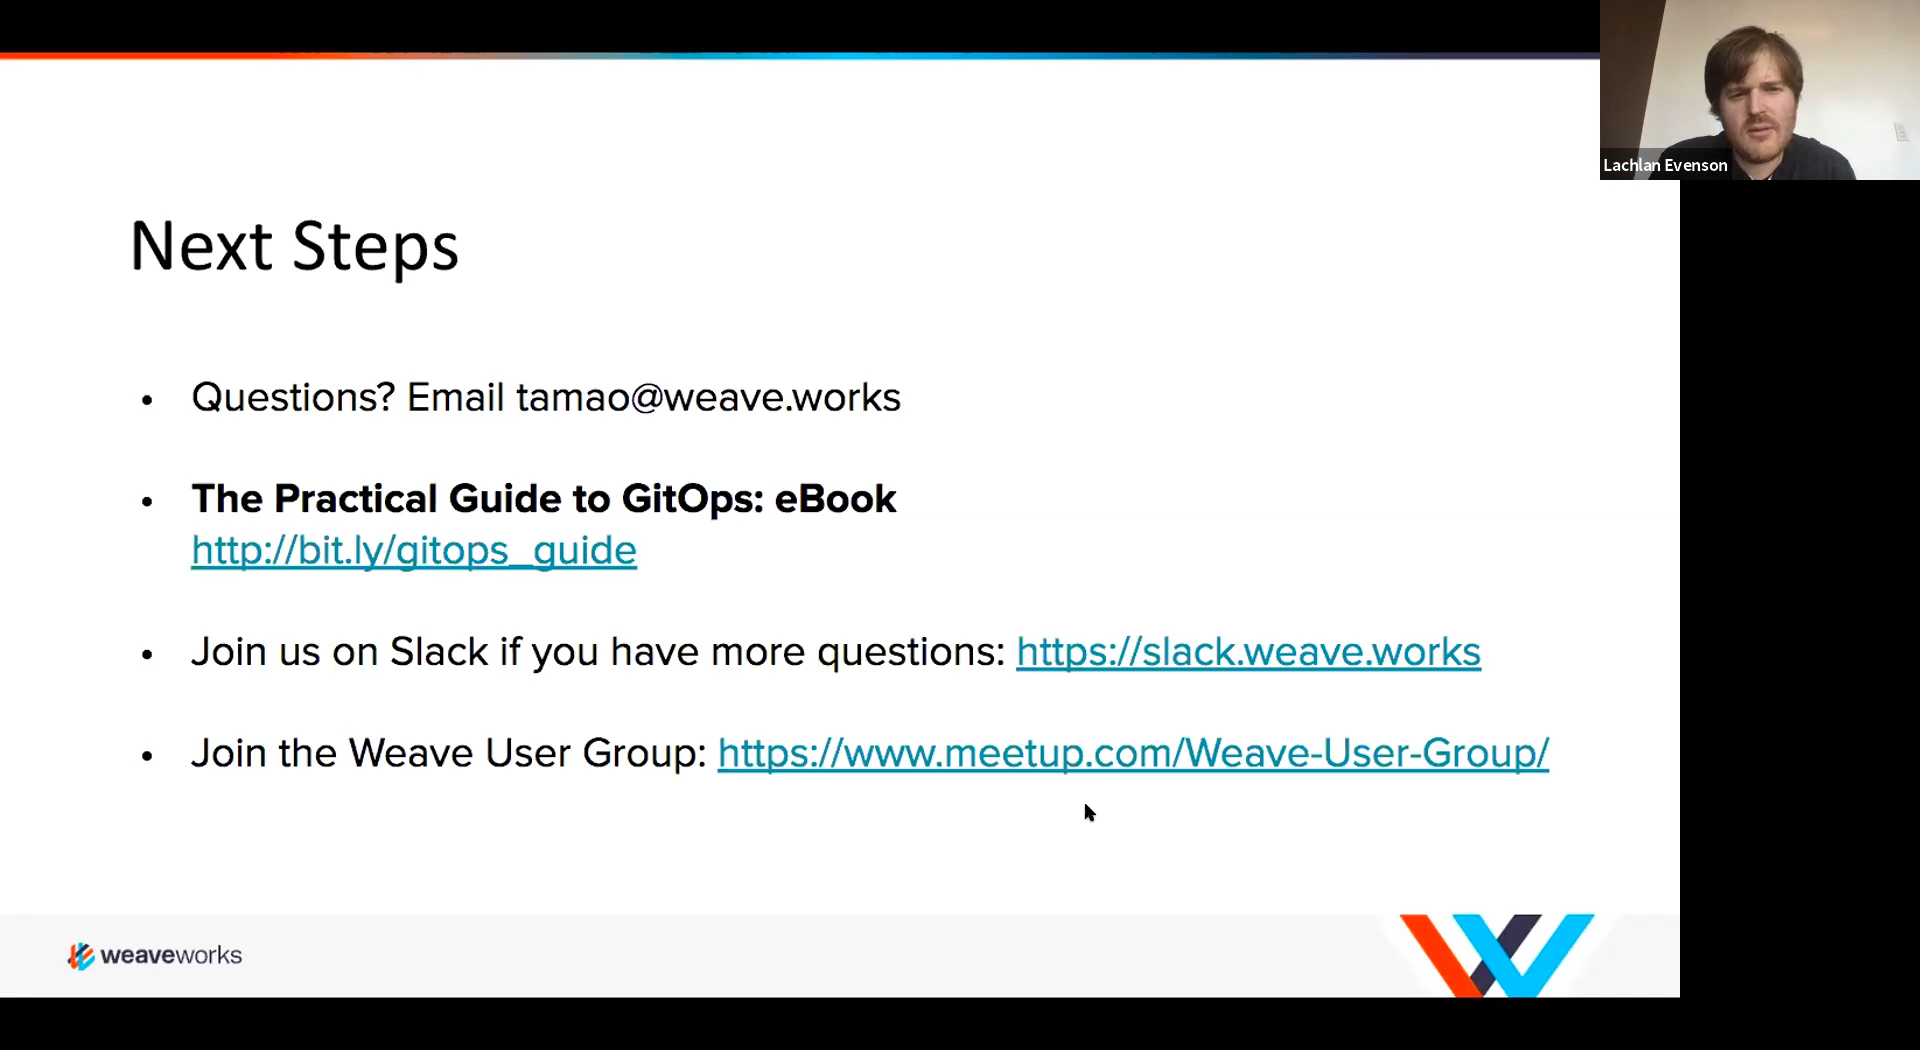 Lachlan Evenson
Next Steps
• Questions? Email tamao@weave.works
• The Practical Guide to GitOps: eBook
http://bit.ly/gitops_guide
• Join us on Slack if you have more questions: https://slack.weave.works
• Join the Weave User Group: https://www.meetup.com/Weave-User-Group/
weaveworks